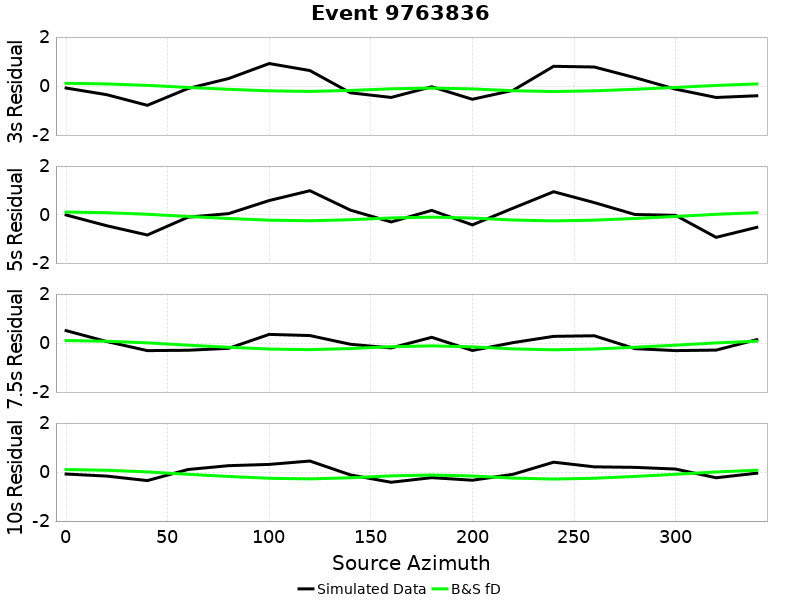 Event 9763836
3s Residual
2
0
-2
5s Residual
2
0
-2
7.5s Residual
2
0
-2
10s Residual
2
0
-2
0 50 100 150 200 250 300
Source Azimuth
Simulated Data B&S fD